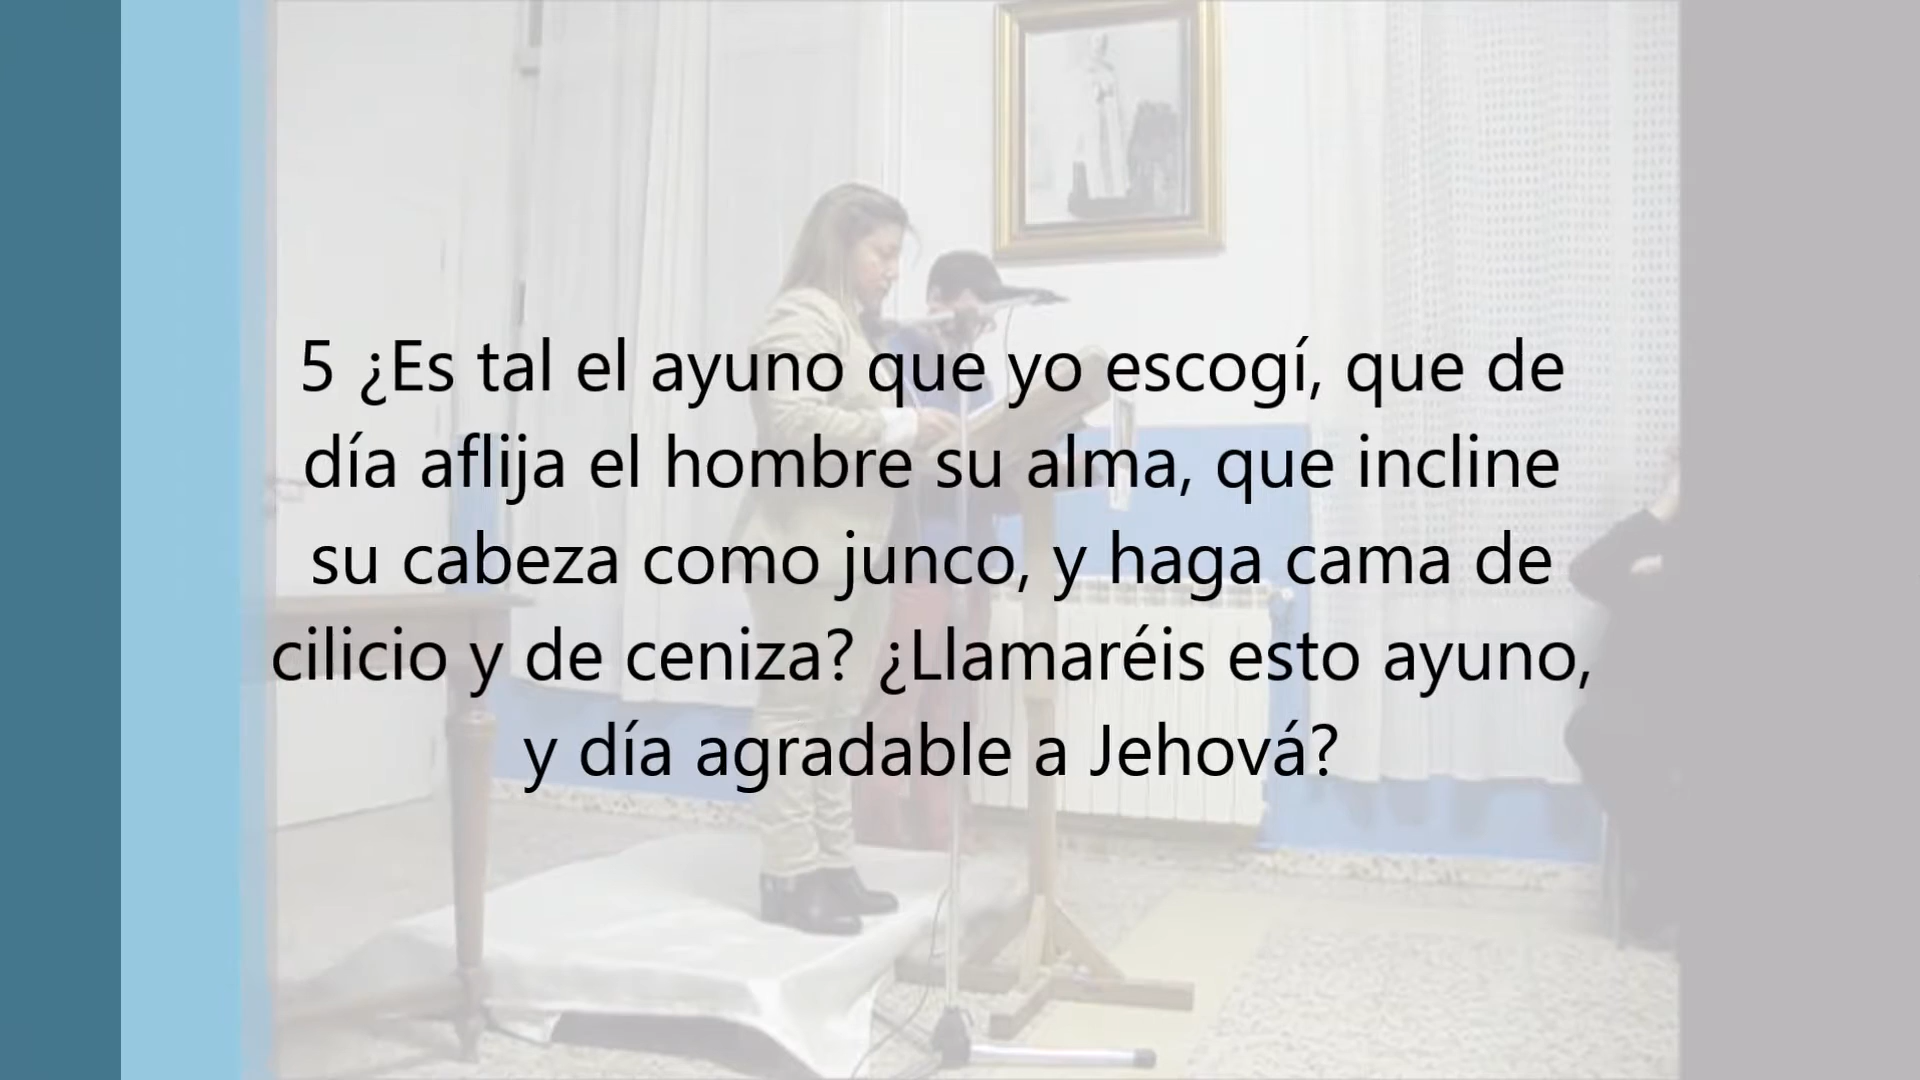 5 ¿Es tal el ayuno que yo escogí, que de
día aflija el hombre su alma, que incline
su cabeza como junco, y haga cama de
cilicio y de ceniza? ¿Llamaréis esto ayuno,
y día agradable a Jehová?